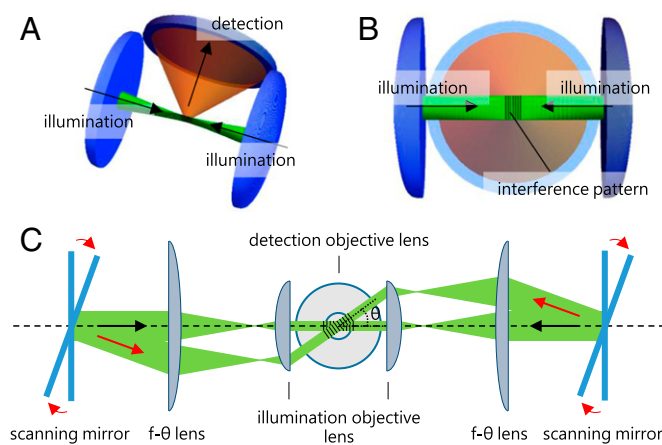 A
detection
illumination
illumination
B
illumination
illumination
interference pattern
C
detection objective lens
θ
scanning mirror
f-θ lens
illumination objective
lens
f-θ lens
scanning mirror